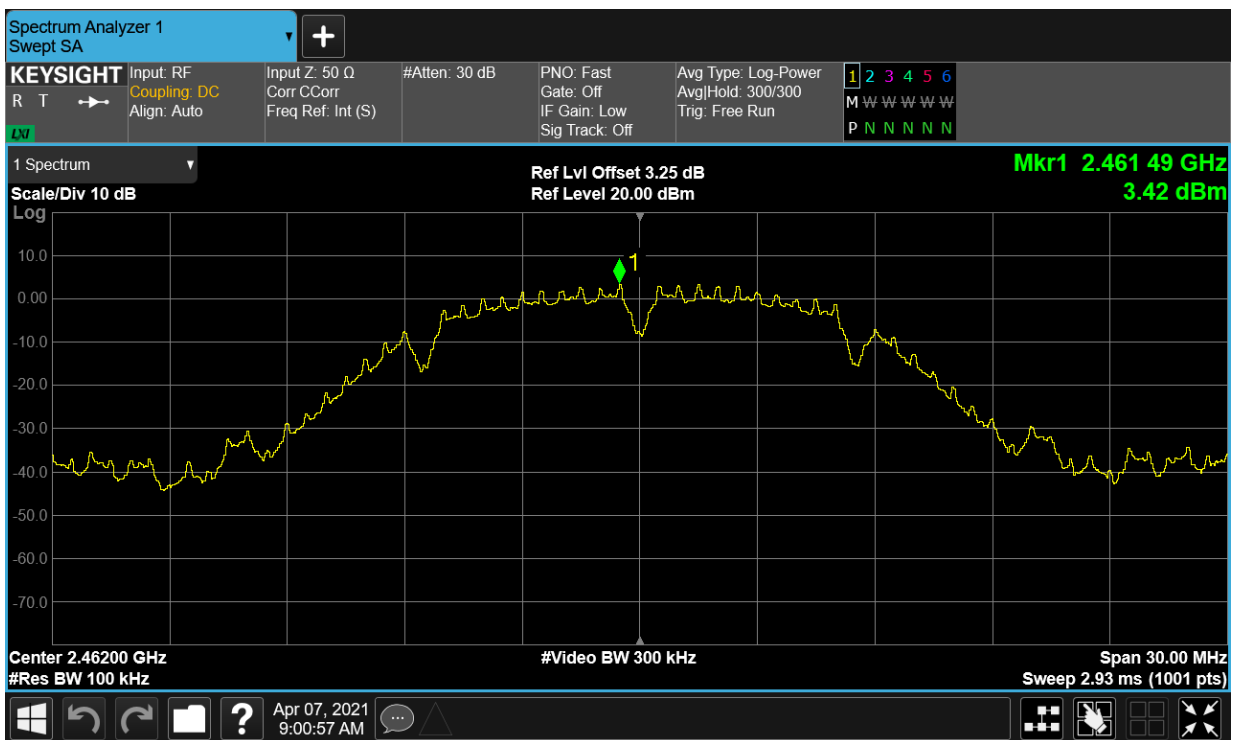 Spectrum Analyzer 1
Swept SA
+
KEYSIGHT
R T
LXI
Input: RF
Coupling: DC
Align: Auto
Input Z: 50 Ω
Corr CCorr
Freq Ref: Int (S)
#Atten: 30 dB
PNO: Fast
Gate: Off
IF Gain: Low
Sig Track: Off
Avg Type: Log-Power
Avg|Hold: 300/300
Trig: Free Run
1 2 3 4 5 6
M W W W W W
P N N N N N
1 Spectrum
Scale/Div 10 dB
Log
Ref Lvl Offset 3.25 dB
Ref Level 20.00 dBm
Mkr1 2.461 49 GHz
3.42 dBm
1
10.0
0.00
-10.0
-20.0
-30.0
-40.0
-50.0
-60.0
-70.0
Center 2.46200 GHz
#Res BW 100 kHz
#Video BW 300 kHz
Span 30.00 MHz
Sweep 2.93 ms (1001 pts)
?
Apr 07, 2021
9:00:57 AM